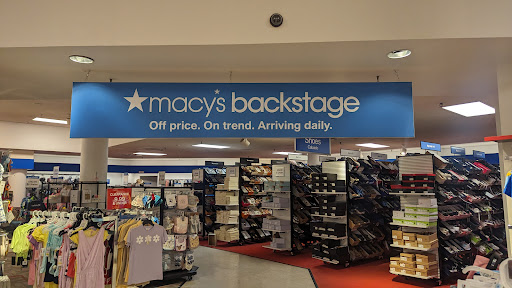 macy's backstage
Off price. On trend. Arriving daily.
Shoes